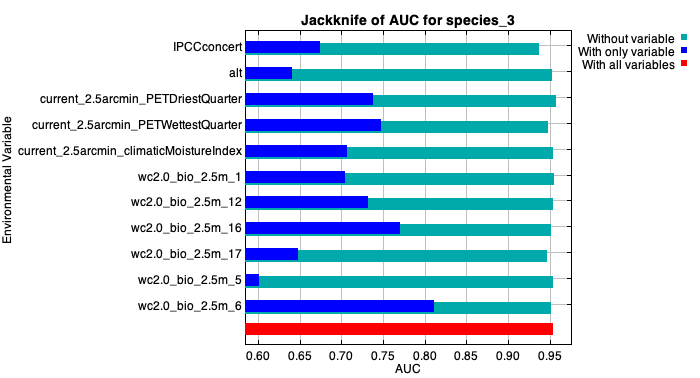 Jackknife of AUC for species_3
Without variable
With only variable
With all variables
Environmental Variable
IPCCconcert
alt
current_2.5arcmin_PETDriestQuarter
current_2.5arcmin_PETWettestQuarter
current_2.5arcmin_climaticMoistureIndex
wc2.0_bio_2.5m_1
wc2.0_bio_2.5m_12
wc2.0_bio_2.5m_16
wc2.0_bio_2.5m_17
wc2.0_bio_2.5m_5
wc2.0_bio_2.5m_6
0.60 0.65 0.70 0.75 0.80 0.85 0.90 0.95
AUC